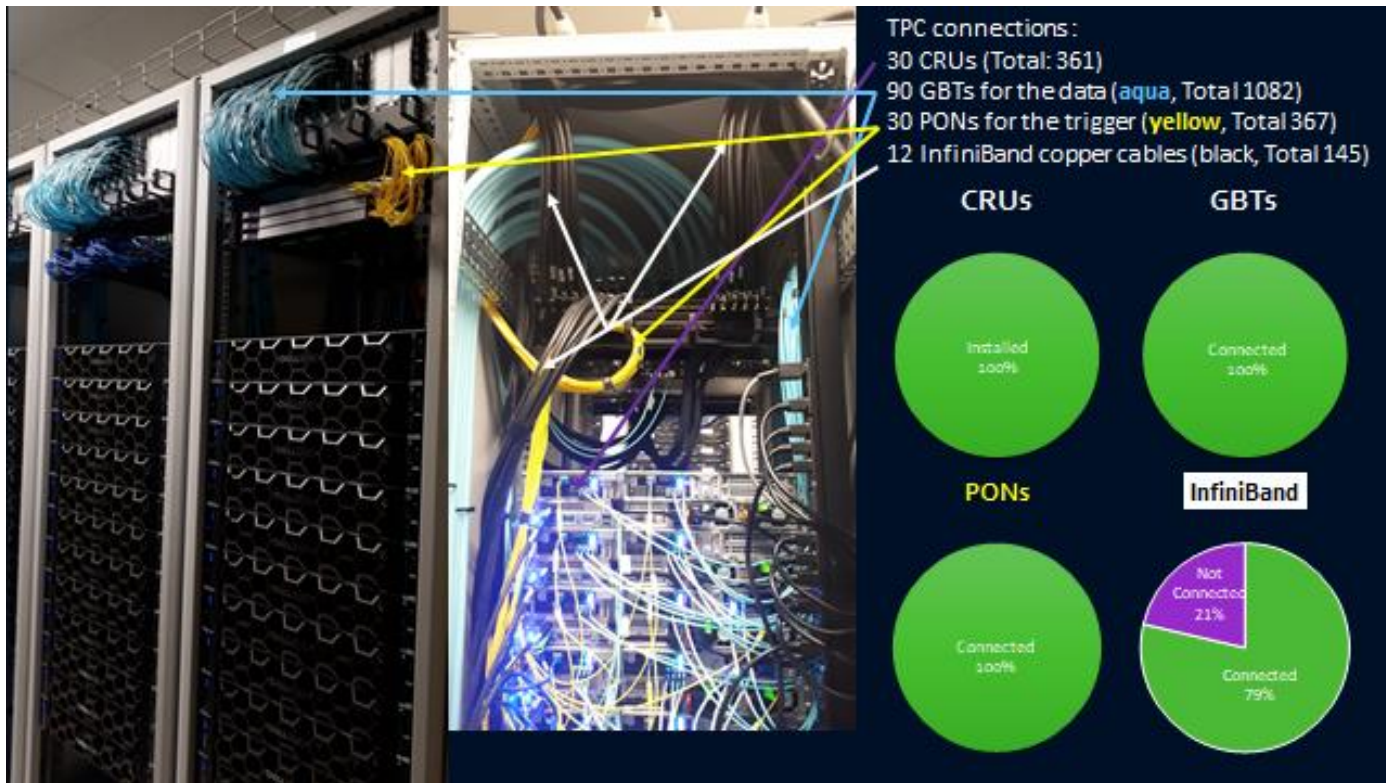 TPC connections:
30 CRUs (Total: 361)
90 GBTs for the data (aqua, Total 1082)
30 PONs for the trigger (yellow, Total 367)
12 InfiniBand copper cables (black, Total 145)
CRUs
GBTs
Installed
100%
Connected
100%
PONs
InfiniBand
Connected
100%
Not
Connected
21%
Connected
79%